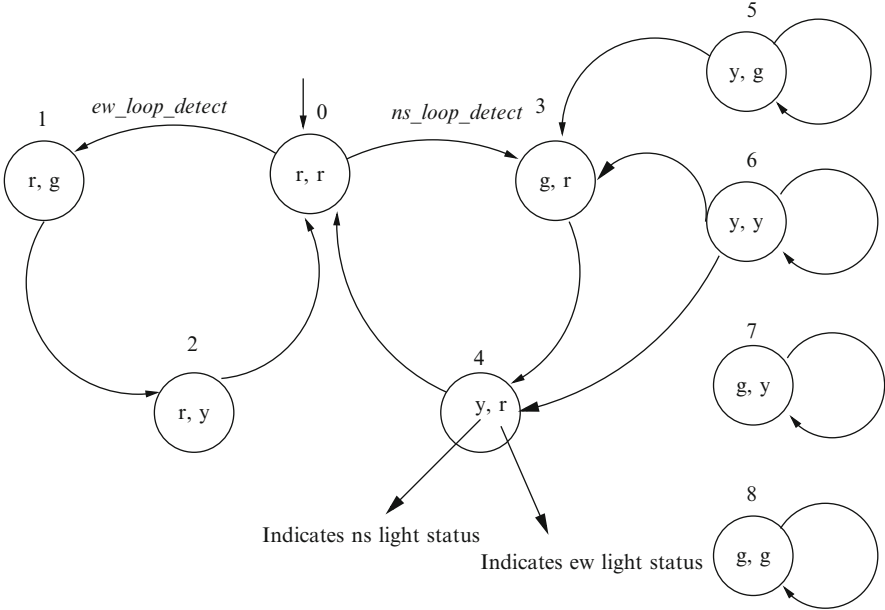 5
y, g
ew_loop_detect
0
ns_loop_detect
3
1
r, g
r, r
g, r
6
y, y
2
r, y
4
y, r
7
g, y
8
g, g
Indicates ns light status
Indicates ew light status